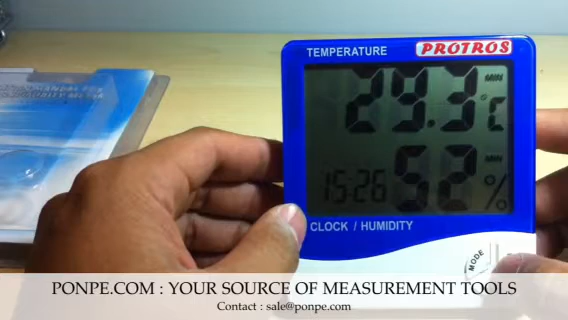 TEMPERATURE PROTROS
29.3 °C MIN
15:26 52 % MIN
CLOCK / HUMIDITY
MODE
PONPE.COM : YOUR SOURCE OF MEASUREMENT TOOLS
Contact : sale@ponpe.com